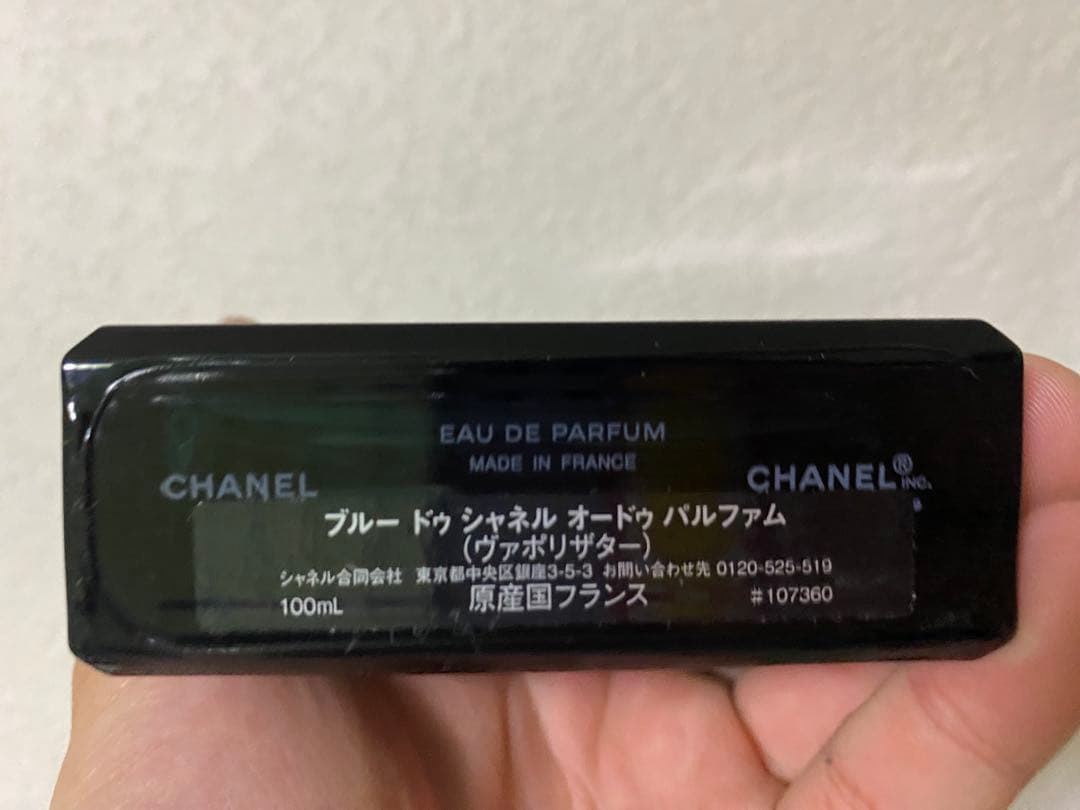 EAU DE PARFUM
MADE IN FRANCE
CHANEL
CHANEL® INC.
ブルー ドゥ シャネル オードゥ パルファム
(ヴァポリザター)
シャネル合同会社 東京都中央区銀座3-5-3 お問い合わせ先 0120-525-519
100mL 原産国フランス #107360